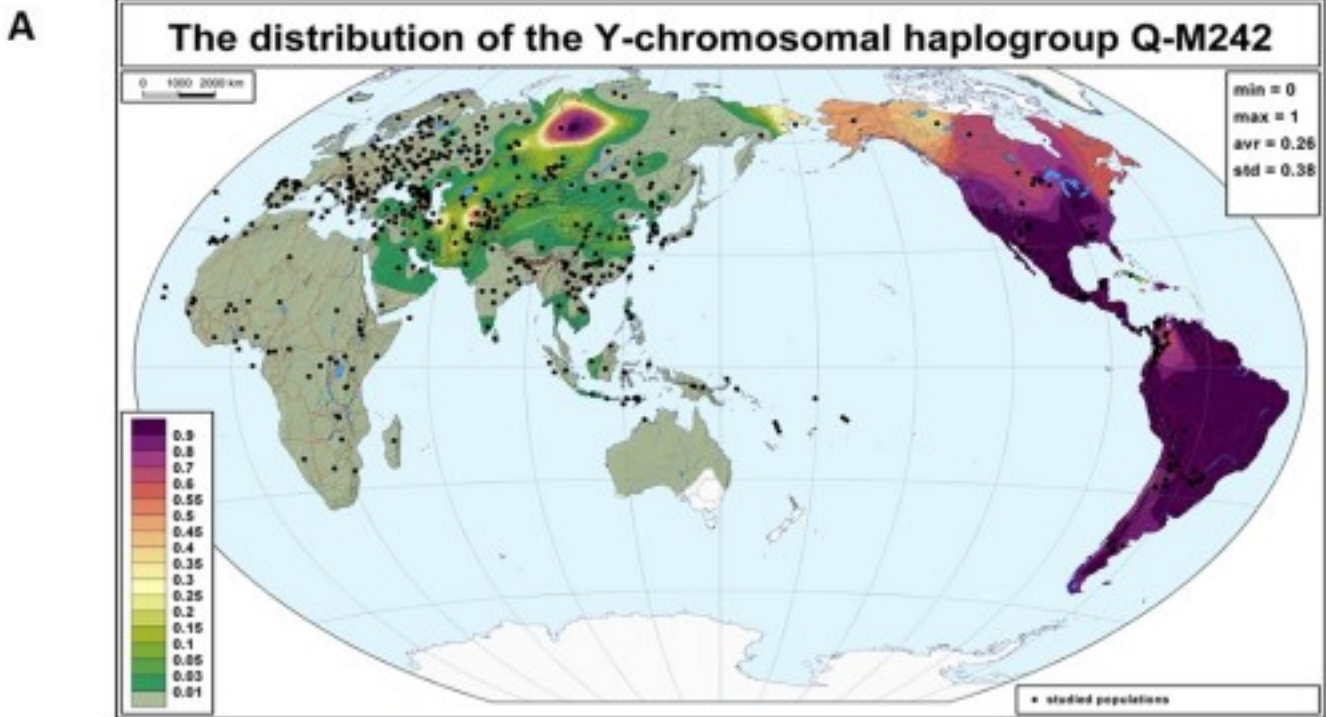 A
The distribution of the Y-chromosomal haplogroup Q-M242
0 1000 2000 km
min = 0
max = 1
avr = 0.26
std = 0.38
0.9
0.8
0.7
0.6
0.55
0.5
0.45
0.4
0.35
0.3
0.25
0.2
0.15
0.1
0.05
0.03
0.01
studied populations